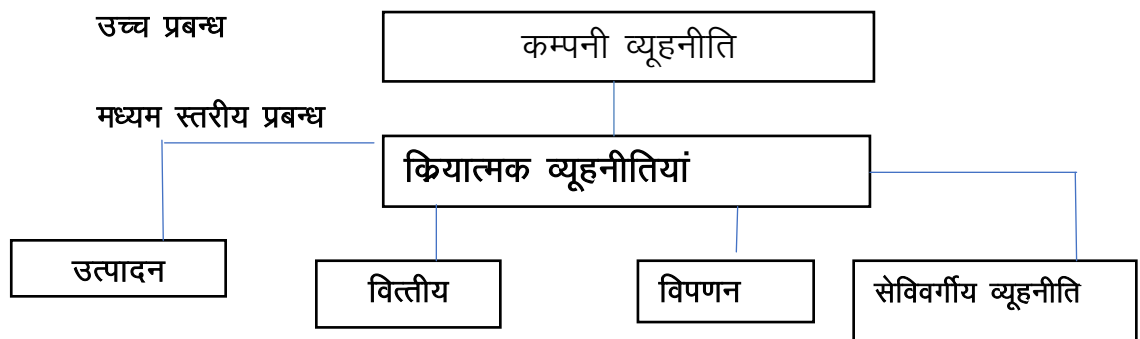 उच्च प्रबन्ध
कम्पनी व्यूहनीति
मध्यम स्तरीय प्रबन्ध
क्रियात्मक व्यूहनीतियां
उत्पादन
वित्तीय
विपणन
सेविवर्गीय व्यूहनीति